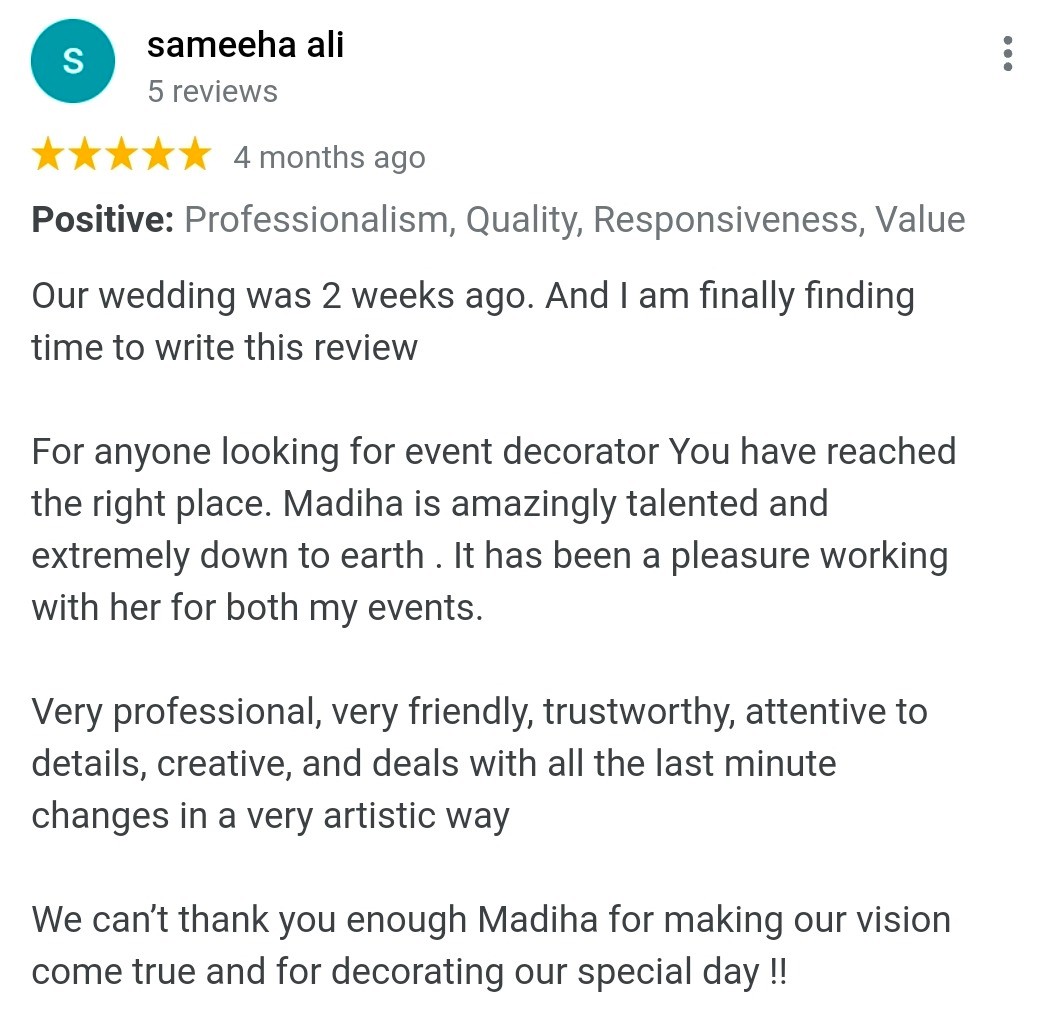 S
sameeha ali
5 reviews
4 months ago
Positive: Professionalism, Quality, Responsiveness, Value
Our wedding was 2 weeks ago. And I am finally finding
time to write this review
For anyone looking for event decorator You have reached
the right place. Madiha is amazingly talented and
extremely down to earth . It has been a pleasure working
with her for both my events.
Very professional, very friendly, trustworthy, attentive to
details, creative, and deals with all the last minute
changes in a very artistic way
We can’t thank you enough Madiha for making our vision
come true and for decorating our special day !!